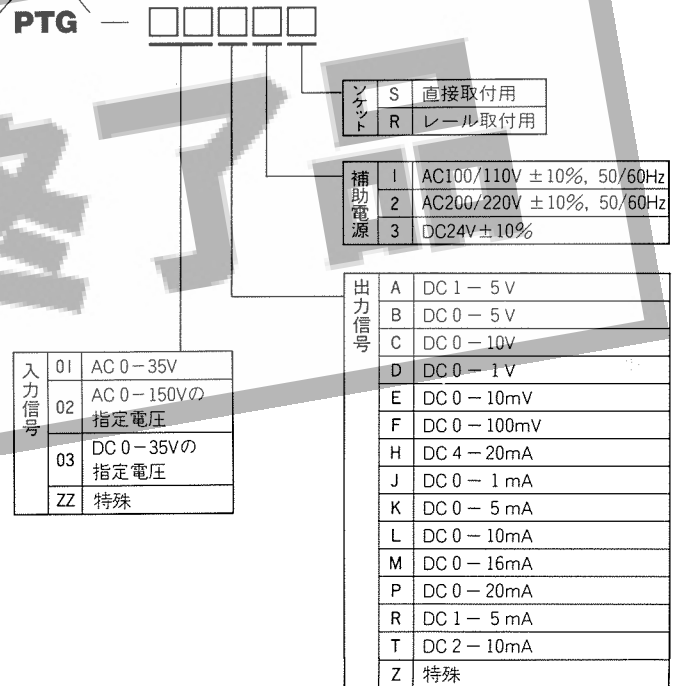 PTG — □□□□□
ソケット
S 直接取付用
R レール取付用
補助電源
1 AC100/110V ±10%, 50/60Hz
2 AC200/220V ±10%, 50/60Hz
3 DC24V±10%
出力信号
A DC 1 − 5 V
B DC 0 − 5 V
C DC 0 − 10V
D DC 0 − 1 V
E DC 0 − 10mV
F DC 0 − 100mV
H DC 4 − 20mA
J DC 0 − 1 mA
K DC 0 − 5 mA
L DC 0 − 10mA
M DC 0 − 16mA
P DC 0 − 20mA
R DC 1 − 5 mA
T DC 2 − 10mA
Z 特殊
入力信号
01 AC 0−35V
02 AC 0−150Vの
指定電圧
03 DC 0−35Vの
指定電圧
ZZ 特殊
終了品